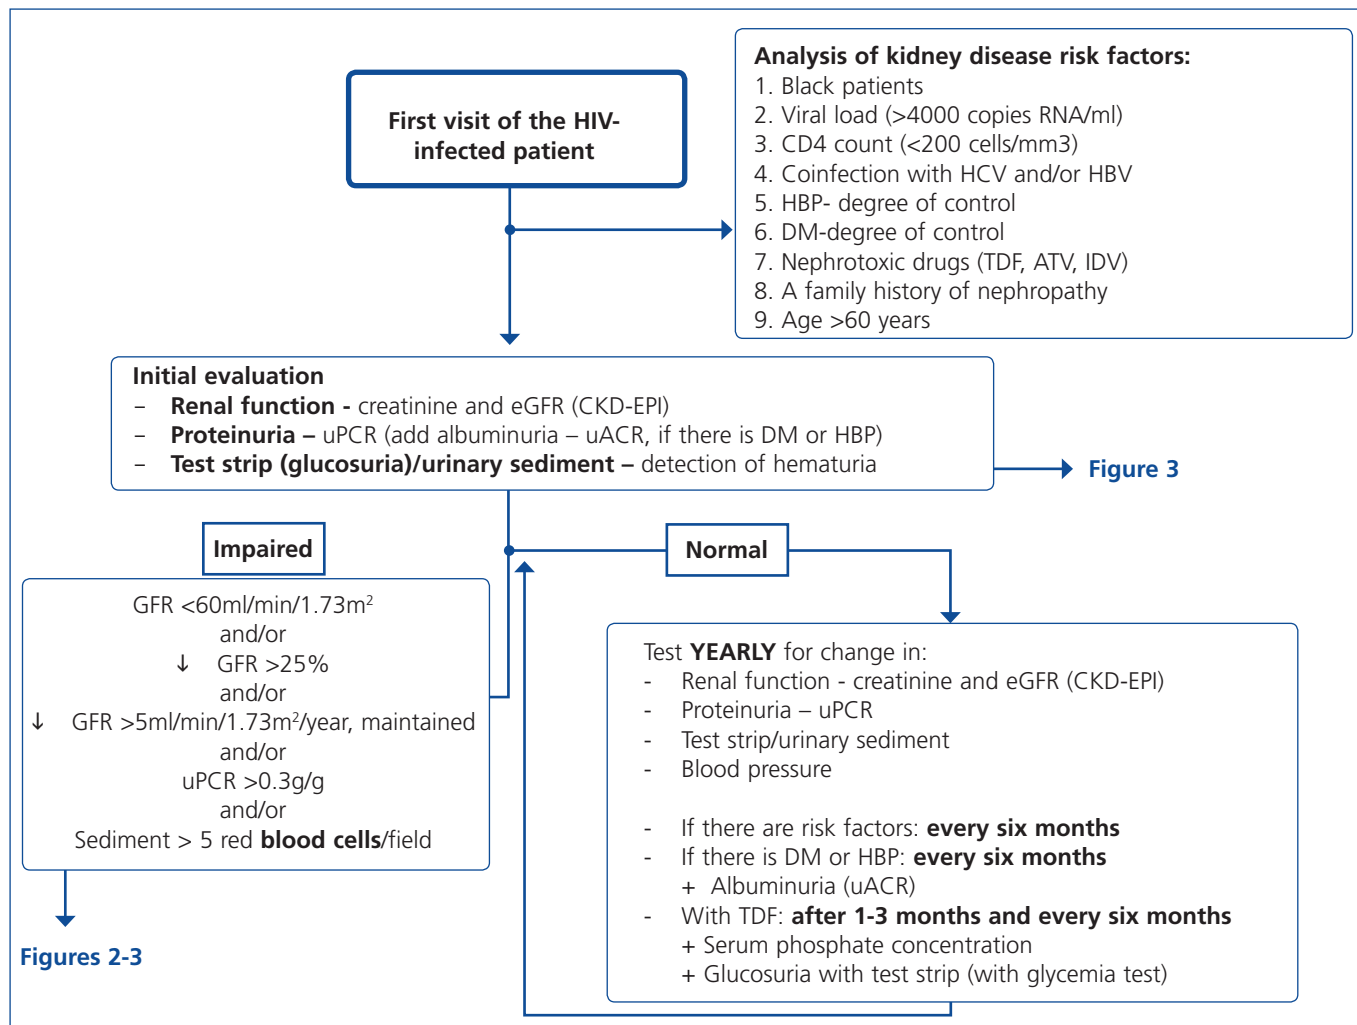 First visit of the HIV-
infected patient
Analysis of kidney disease risk factors:
1. Black patients
2. Viral load (>4000 copies RNA/ml)
3. CD4 count (<200 cells/mm3)
4. Coinfection with HCV and/or HBV
5. HBP- degree of control
6. DM-degree of control
7. Nephrotoxic drugs (TDF, ATV, IDV)
8. A family history of nephropathy
9. Age >60 years
Initial evaluation
– Renal function - creatinine and eGFR (CKD-EPI)
– Proteinuria – uPCR (add albuminuria – uACR, if there is DM or HBP)
– Test strip (glucosuria)/urinary sediment – detection of hematuria
Figure 3
Impaired
Normal
GFR <60ml/min/1.73m²
and/or
↓ GFR >25%
and/or
↓ GFR >5ml/min/1.73m²/year, maintained
and/or
uPCR >0.3g/g
and/or
Sediment > 5 red blood cells/field
Figures 2-3
Test YEARLY for change in:
- Renal function - creatinine and eGFR (CKD-EPI)
- Proteinuria – uPCR
- Test strip/urinary sediment
- Blood pressure
- If there are risk factors: every six months
- If there is DM or HBP: every six months
+ Albuminuria (uACR)
- With TDF: after 1-3 months and every six months
+ Serum phosphate concentration
+ Glucosuria with test strip (with glycemia test)